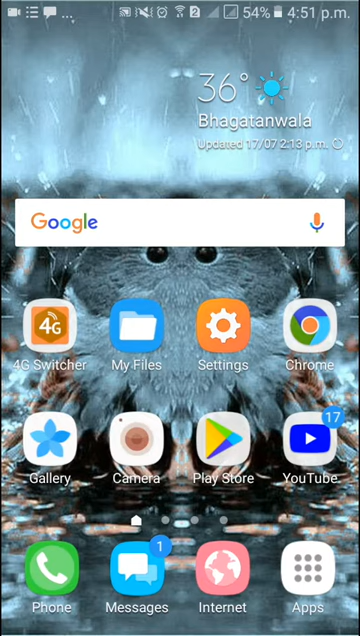 ... 2 54% 4:51 p.m.
36°
Bhagatanwala
Updated 17/07 2:13 p.m.
Google
4G
4G Switcher My Files Settings Chrome
17
Gallery Camera Play Store YouTube
1
Phone Messages Internet Apps